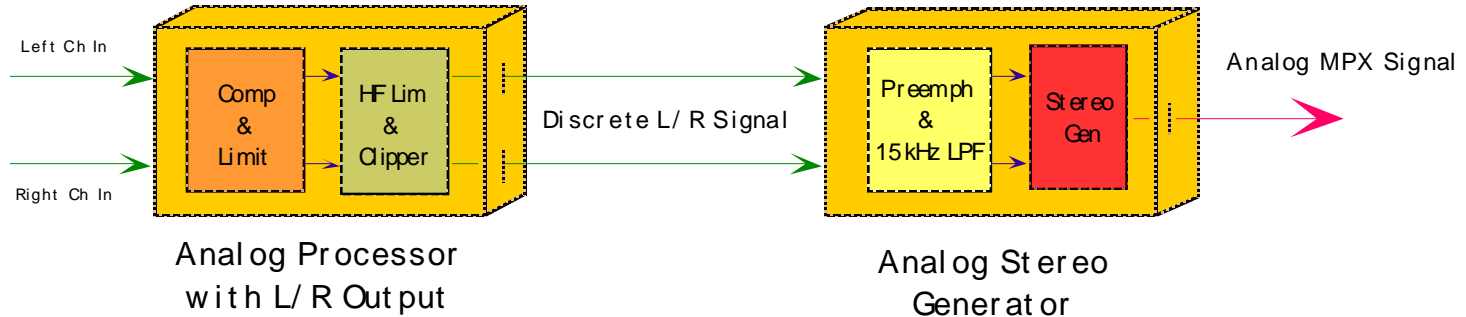 Left Ch In
Right Ch In
Comp
&
Limit
HF Lim
&
Clipper
Analog Processor
with L/R Output
Discrete L/R Signal
Preemph
&
15 kHz LPF
Stereo
Gen
Analog Stereo
Generator
Analog MPX Signal